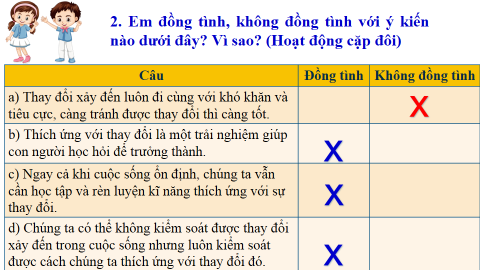 2. Em đồng tình, không đồng tình với ý kiến
nào dưới đây? Vì sao? (Hoạt động cặp đôi)
Câu Đồng tình Không đồng tình
a) Thay đổi xảy đến luôn đi cùng với khó khăn và
tiêu cực, càng tránh được thay đổi thì càng tốt.
X
b) Thích ứng với thay đổi là một trải nghiệm giúp
con người học hỏi để trưởng thành.
X
c) Ngay cả khi cuộc sống ổn định, chúng ta vẫn
cần học tập và rèn luyện kĩ năng thích ứng với sự
thay đổi.
X
d) Chúng ta có thể không kiểm soát được thay đổi
xảy đến trong cuộc sống nhưng luôn kiểm soát
được cách chúng ta thích ứng với thay đổi đó.
X